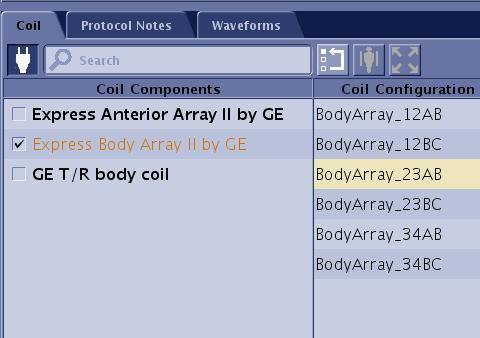 Coil Protocol Notes Waveforms
Search
Coil Components Coil Configuration
Express Anterior Array II by GE BodyArray_12AB
Express Body Array II by GE BodyArray_12BC
GE T/R body coil BodyArray_23AB
BodyArray_23BC
BodyArray_34AB
BodyArray_34BC